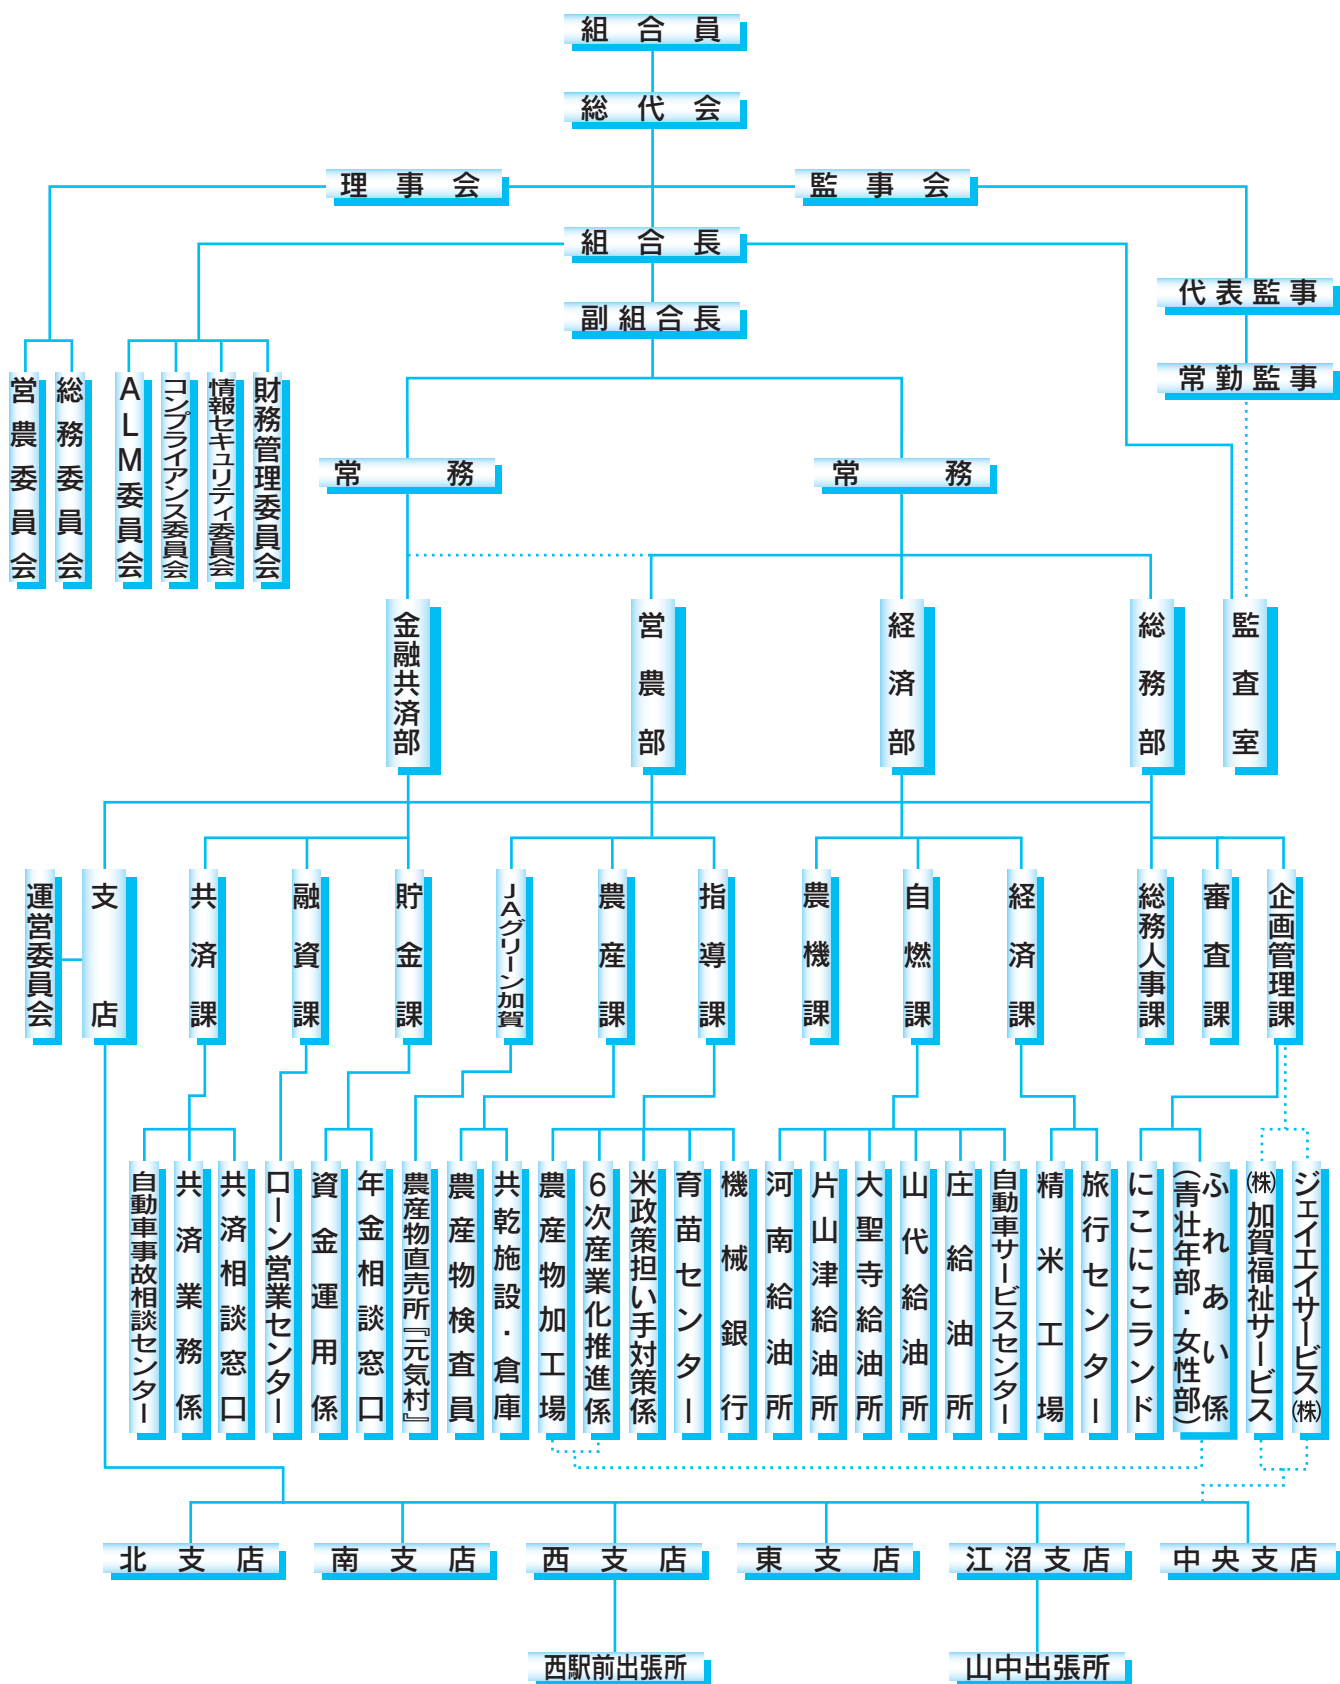 組合員
総代会
理事会
監事会
組合長
代表監事
副組合長
常勤監事
営農委員会
総務委員会
ALM委員会
コンプライアンス委員会
情報セキュリティ委員会
財務管理委員会
常務
常務
金融共済部
営農部
経済部
総務部
監査室
運営委員会
支店
共済課
融資課
貯金課
JAグリーン加賀
農産課
指導課
農機課
自燃課
経済課
総務人事課
審査課
企画管理課
自動車事故相談センター
共済業務係
共済相談窓口
ローン営業センター
資金運用係
年金相談窓口
農産物直売所『元気村』
農産物検査員
共乾施設・倉庫
農産物加工場
6次産業化推進係
米政策担い手対策係
育苗センター
機械銀行
河南給油所
片山津給油所
大聖寺給油所
山代給油所
庄給油所
自動車サービスセンター
精米工場
旅行センター
にこにこランド
ふれあい係
(青壮年部・女性部)
㈱加賀福祉サービス
ジェイエイサービス㈱
北支店
南支店
西支店
東支店
江沼支店
中央支店
西駅前出張所
山中出張所